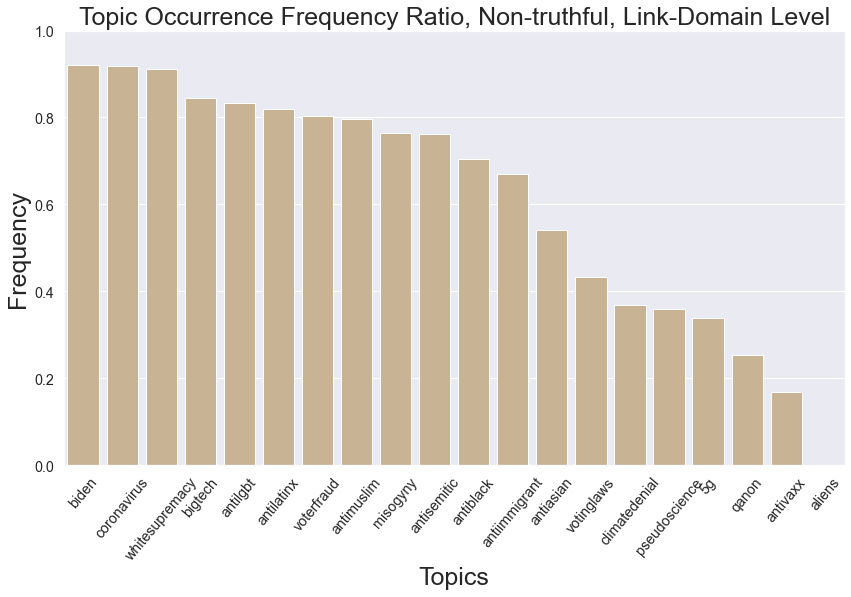 Topic Occurrence Frequency Ratio, Non-truthful, Link-Domain Level
1.0
0.8
0.6
0.4
0.2
0.0
Frequency
biden
coronavirus
whitesupremacy
bigtech
antilgbt
antilatinx
voterfraud
antimuslim
misogyny
antisemitic
antiblack
antiimmigrant
antiasian
votinglaws
climatedenial
pseudoscience
5g
qanon
antivaxx
aliens
Topics